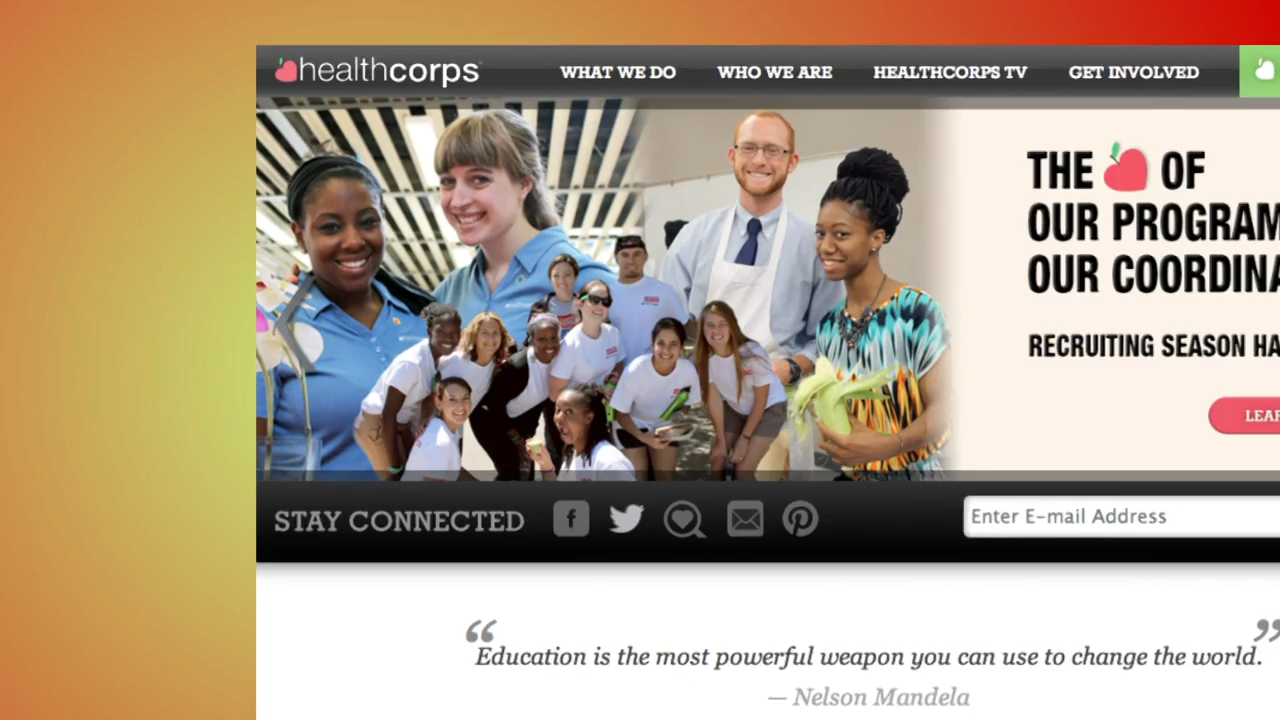 healthcorps
WHAT WE DO WHO WE ARE HEALTHCORPS TV GET INVOLVED
THE OF
OUR PROGRAM
OUR COORDINA
RECRUITING SEASON HA
LEAR
STAY CONNECTED
Enter E-mail Address
“Education is the most powerful weapon you can use to change the world.”
— Nelson Mandela